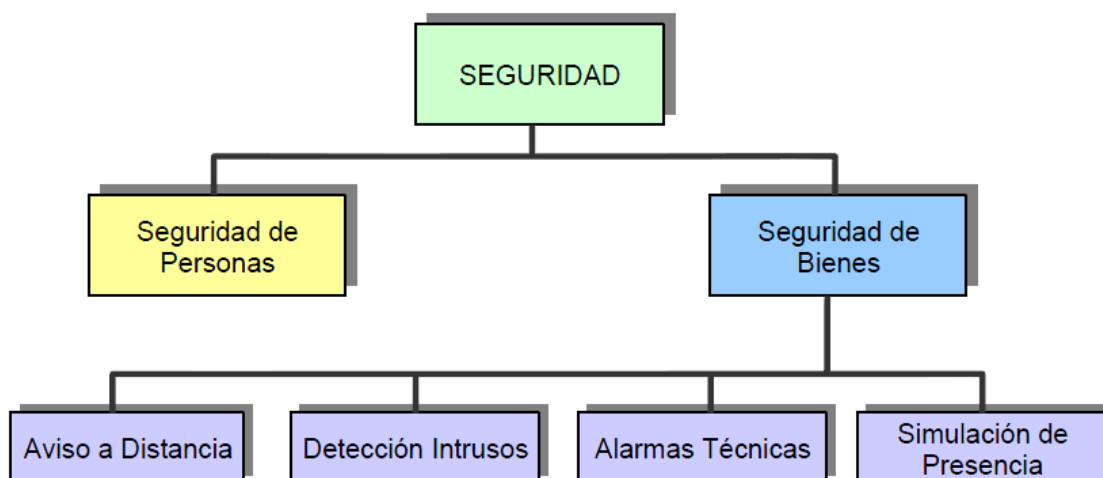 SEGURIDAD
Seguridad de
Personas
Seguridad de
Bienes
Aviso a Distancia
Detección Intrusos
Alarmas Técnicas
Simulación de
Presencia